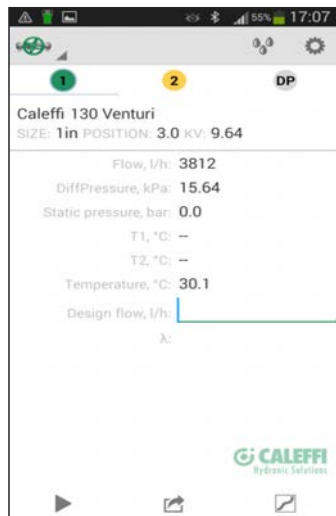 55% 17:07
1 2 DP
Caleffi 130 Venturi
SIZE: 1in POSITION: 3.0 KV: 9.64
Flow, l/h: 3812
DiffPressure, kPa: 15.64
Static pressure, bar: 0.0
T1, °C: --
T2, °C: --
Temperature, °C: 30.1
Design flow, l/h:
λ:
CALEFFI
Hydronic Solutions